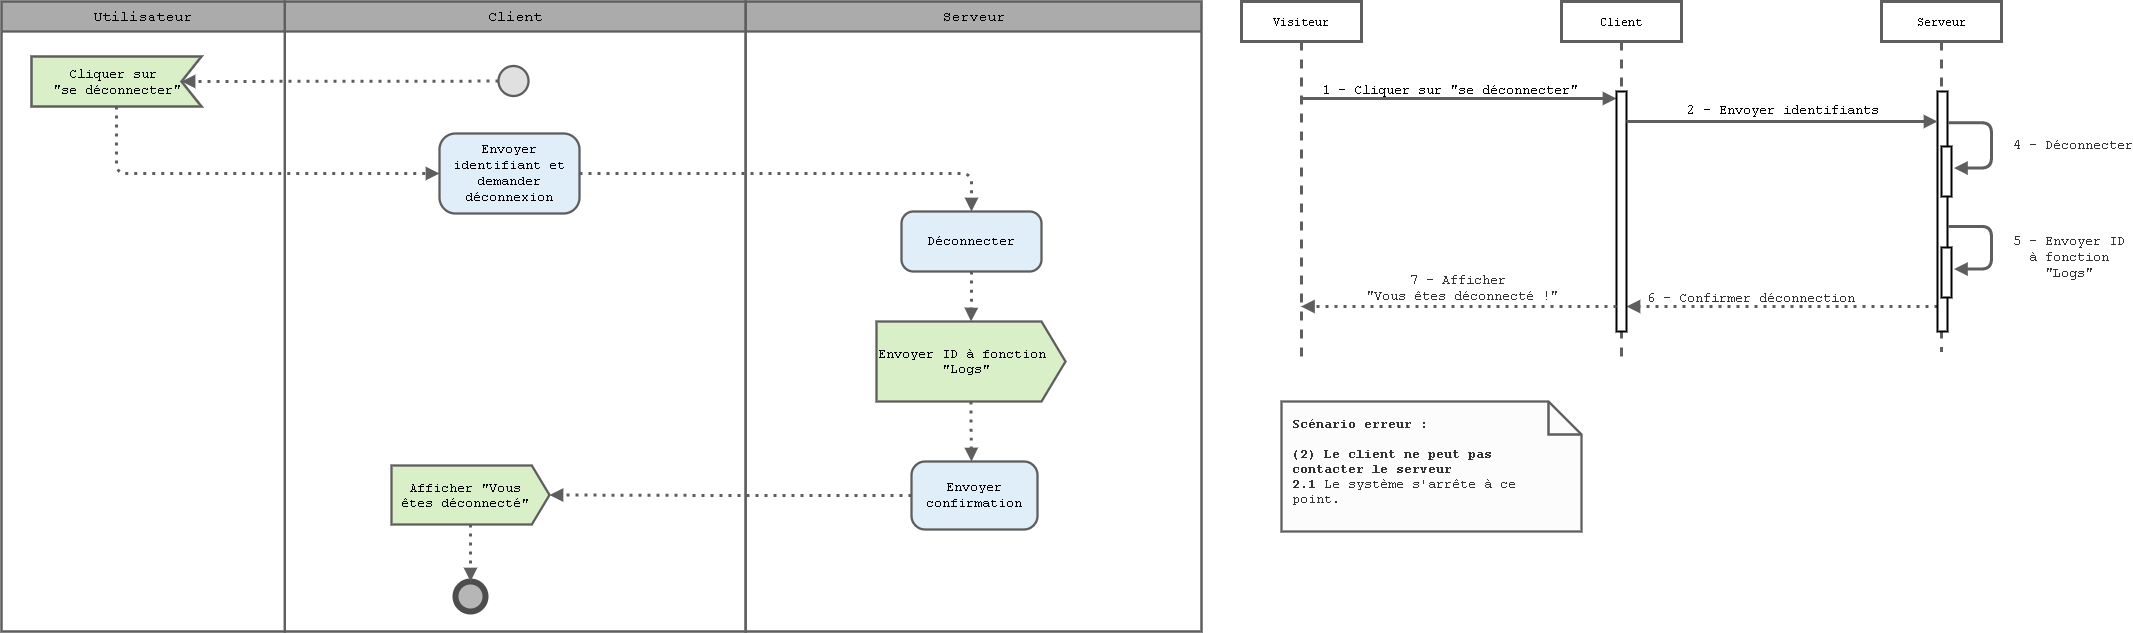 Utilisateur
Client
Serveur
Cliquer sur
"se déconnecter"
Envoyer
identifiant et
demander
déconnexion
Déconnecter
Envoyer ID à fonction
"Logs"
Envoyer
confirmation
Afficher "Vous
êtes déconnecté"
Visiteur
Client
Serveur
1 - Cliquer sur "se déconnecter"
2 - Envoyer identifiants
4 - Déconnecter
5 - Envoyer ID
à fonction
"Logs"
6 - Confirmer déconnection
7 - Afficher
"Vous êtes déconnecté !"
Scénario erreur :
(2) Le client ne peut pas
contacter le serveur
2.1 Le système s'arrête à ce
point.